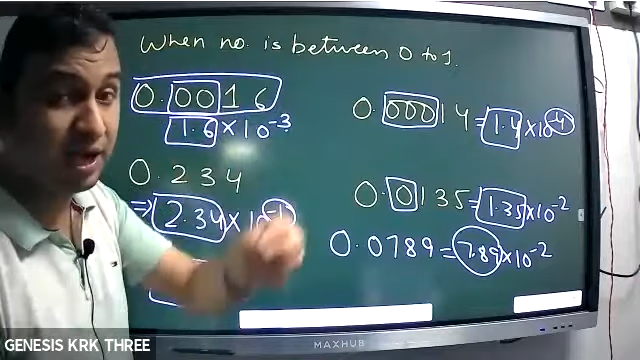 When no. is between 0 to 1.
0.0016
1.6 × 10⁻³
0.234
⇒ 2.34 × 10⁻¹
0.00014 = 1.4 × 10⁻⁴
0.0135 = 1.35 × 10⁻²
0.0789 = 7.89 × 10⁻²
MAXHUB
GENESIS KRK THREE